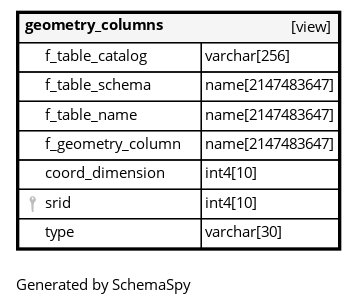 geometry_columns [view]
f_table_catalog varchar[256]
f_table_schema name[2147483647]
f_table_name name[2147483647]
f_geometry_column name[2147483647]
coord_dimension int4[10]
srid int4[10]
type varchar[30]
Generated by SchemaSpy